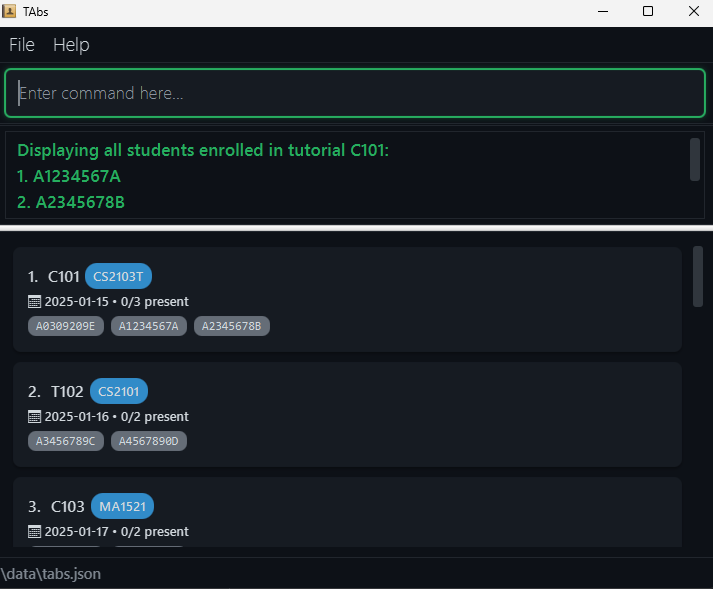 TAbs
File Help
Enter command here...
Displaying all students enrolled in tutorial C101:
1. A1234567A
2. A2345678B
1. C101 CS2103T
2025-01-15 • 0/3 present
A0309209E A1234567A A2345678B
2. T102 CS2101
2025-01-16 • 0/2 present
A3456789C A4567890D
3. C103 MA1521
2025-01-17 • 0/2 present
\data\tabs.json